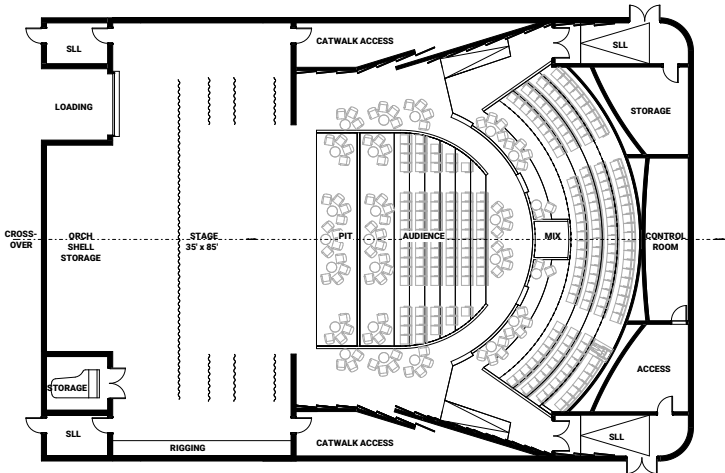 SLL
CATWALK ACCESS
SLL
LOADING
STORAGE
CROSS-
OVER
ORCH
SHELL
STORAGE
STAGE
35' x 85'
PIT
AUDIENCE
MIX
CONTROL
ROOM
STORAGE
ACCESS
SLL
RIGGING
CATWALK ACCESS
SLL